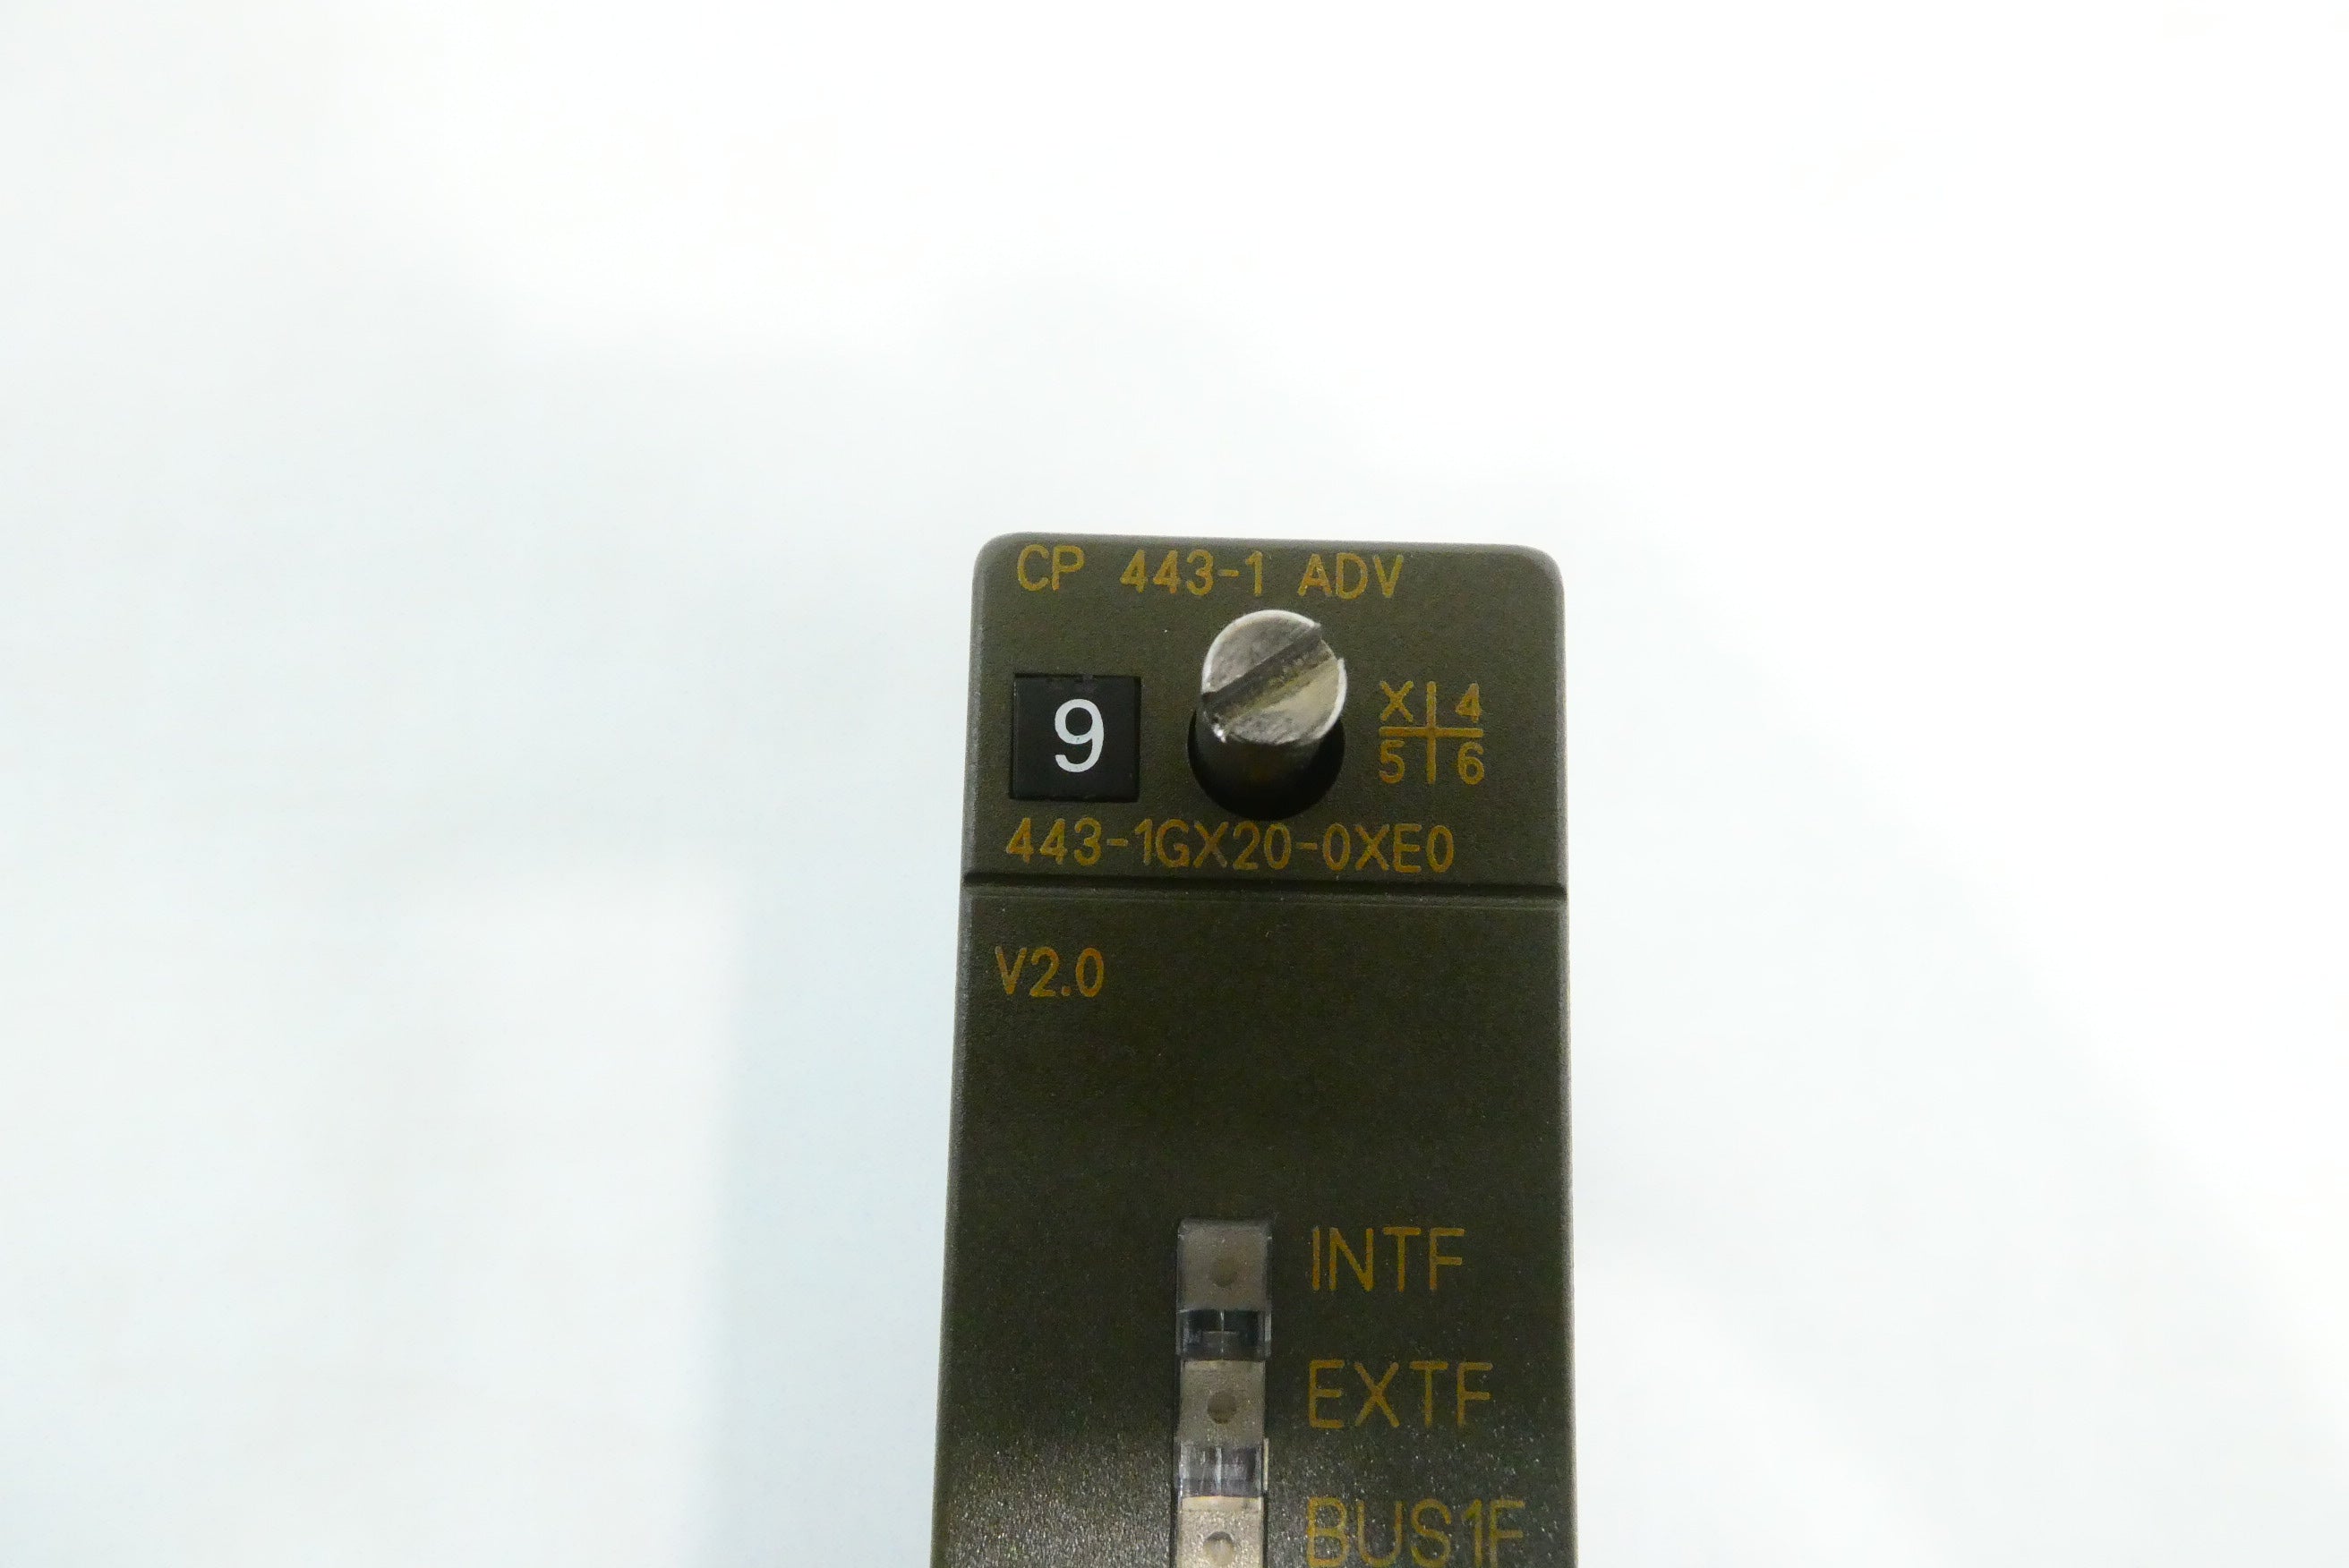 CP 443-1 ADV
9
X 4
5 6
443-1GX20-0XE0
V2.0
INTF
EXTF
BUS1F